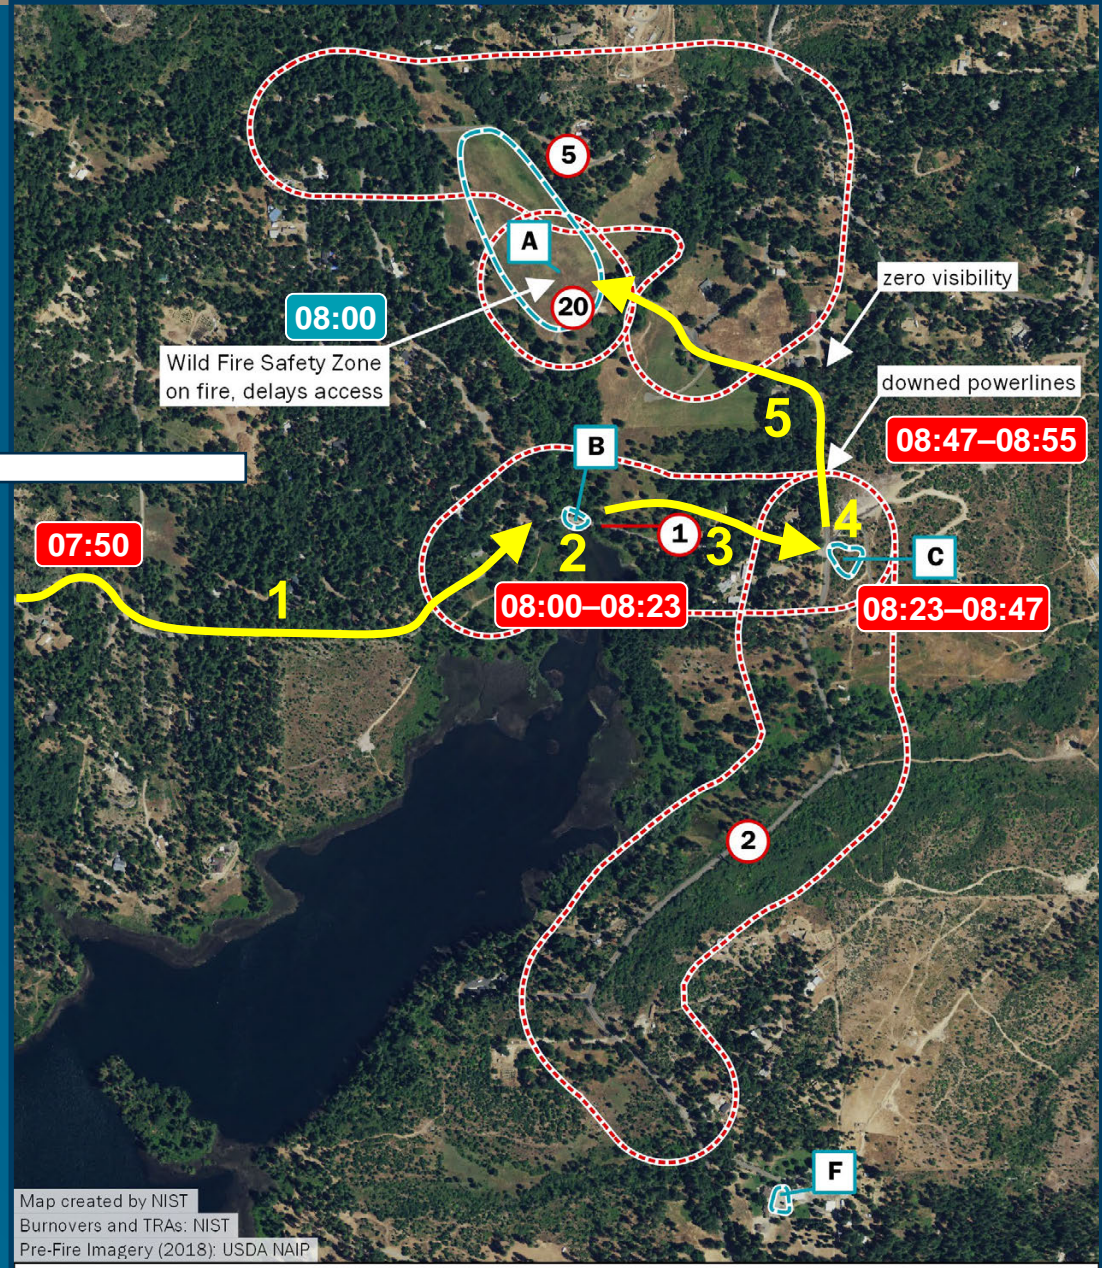 5
A
20
08:00
Wild Fire Safety Zone
on fire, delays access
zero visibility
downed powerlines
5
08:47–08:55
B
07:50
1
2
1
3
4
C
08:00–08:23
08:23–08:47
2
F
Map created by NIST
Burnovers and TRAs: NIST
Pre-Fire Imagery (2018): USDA NAIP